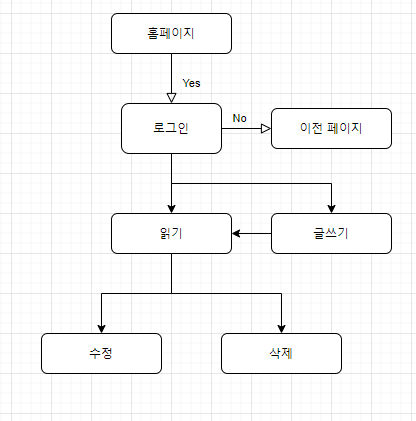 홈페이지
Yes
로그인
No
이전 페이지
읽기
글쓰기
수정
삭제